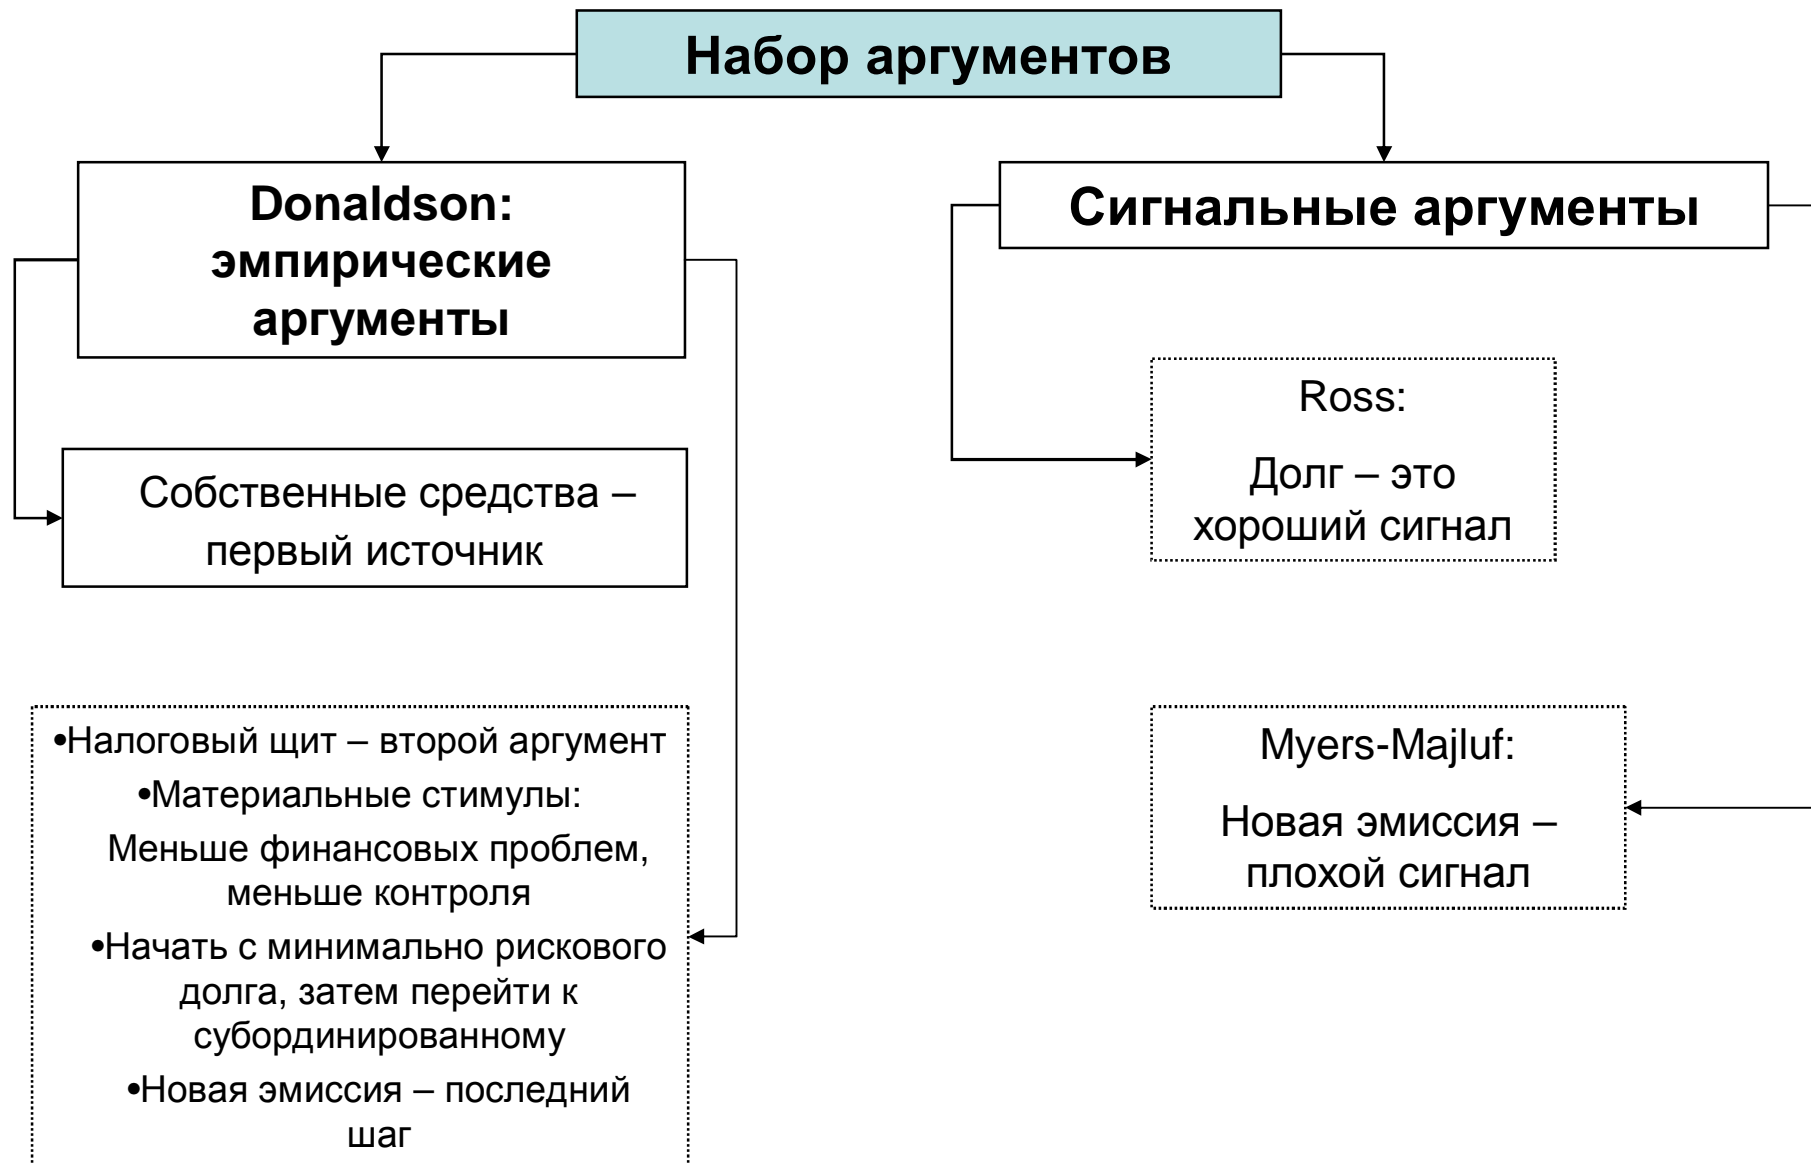 Набор аргументов
Donaldson:
эмпирические
аргументы
Собственные средства –
первый источник
•Налоговый щит – второй аргумент
•Материальные стимулы:
Меньше финансовых проблем,
меньше контроля
•Начать с минимально рискового
долга, затем перейти к
субординированному
•Новая эмиссия – последний
шаг
Сигнальные аргументы
Ross:
Долг – это
хороший сигнал
Myers-Majluf:
Новая эмиссия –
плохой сигнал